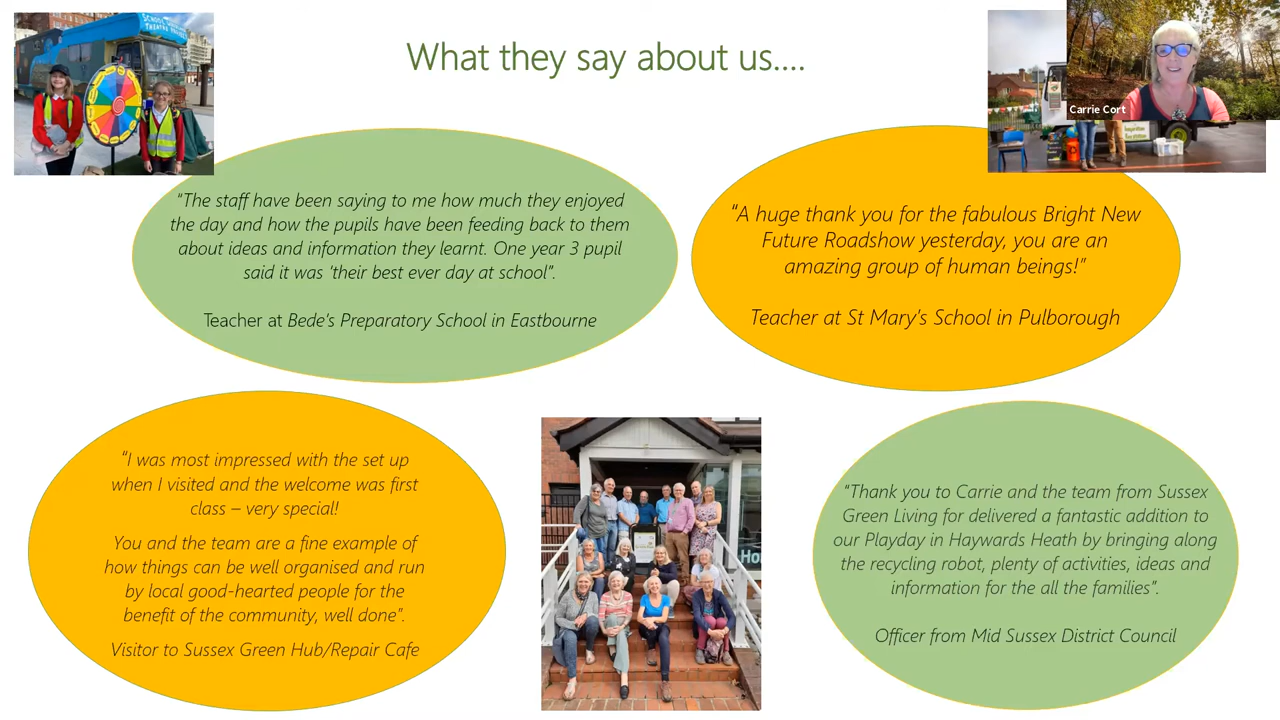 SCHOOL
THEATRE PROJECT
What they say about us....
Carrie Cort
"The staff have been saying to me how much they enjoyed
the day and how the pupils have been feeding back to them
about ideas and information they learnt. One year 3 pupil
said it was 'their best ever day at school".
Teacher at Bede's Preparatory School in Eastbourne
"A huge thank you for the fabulous Bright New
Future Roadshow yesterday, you are an
amazing group of human beings!"
Teacher at St Mary's School in Pulborough
"I was most impressed with the set up
when I visited and the welcome was first
class – very special!
You and the team are a fine example of
how things can be well organised and run
by local good-hearted people for the
benefit of the community, well done".
Visitor to Sussex Green Hub/Repair Cafe
"Thank you to Carrie and the team from Sussex
Green Living for delivered a fantastic addition to
our Playday in Haywards Heath by bringing along
the recycling robot, plenty of activities, ideas and
information for the all the families".
Officer from Mid Sussex District Council